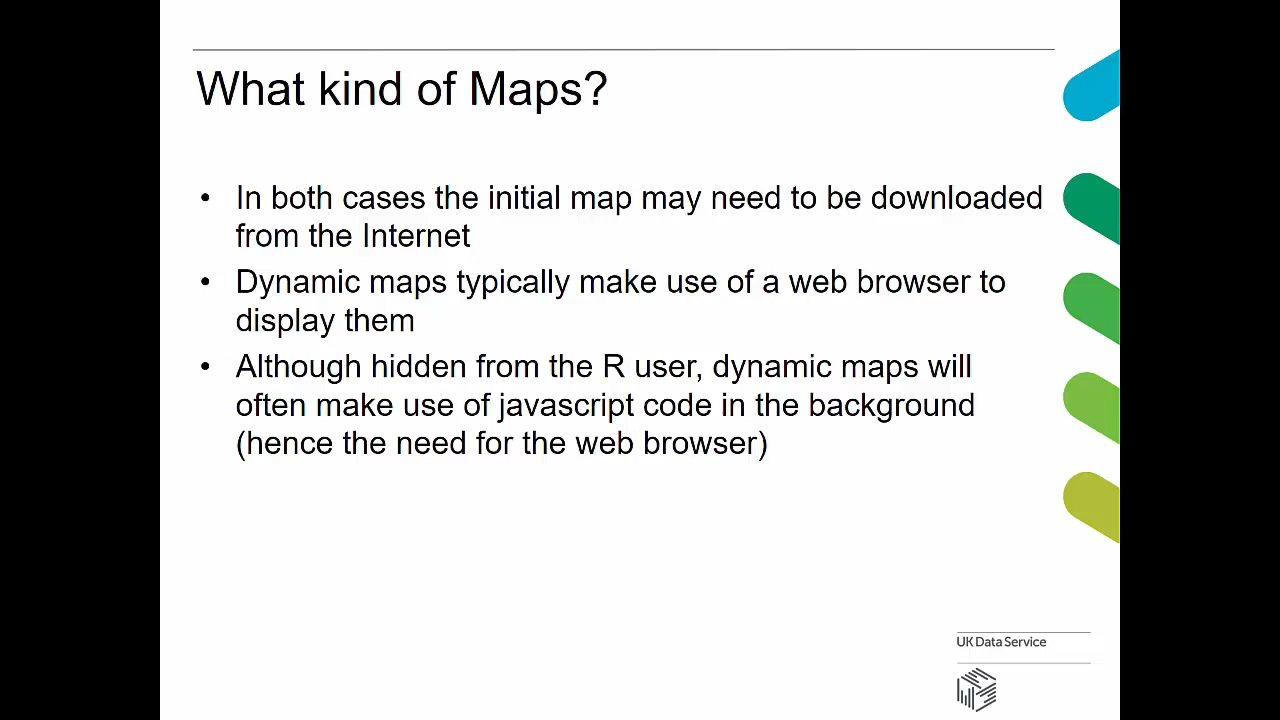 What kind of Maps?
• In both cases the initial map may need to be downloaded
from the Internet
• Dynamic maps typically make use of a web browser to
display them
• Although hidden from the R user, dynamic maps will
often make use of javascript code in the background
(hence the need for the web browser)
UK Data Service